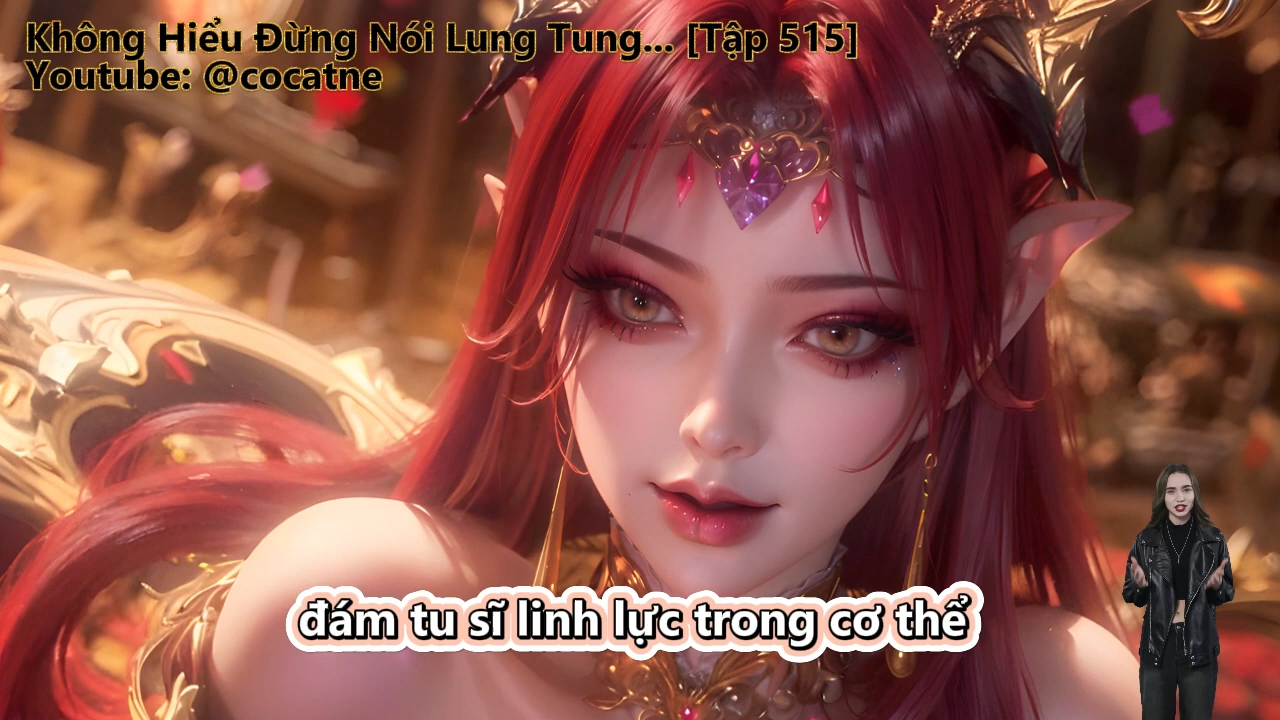 Không Hiểu Đừng Nói Lung Tung... [Tập 515]
Youtube: @cocatne
đám tu sĩ linh lực trong cơ thể